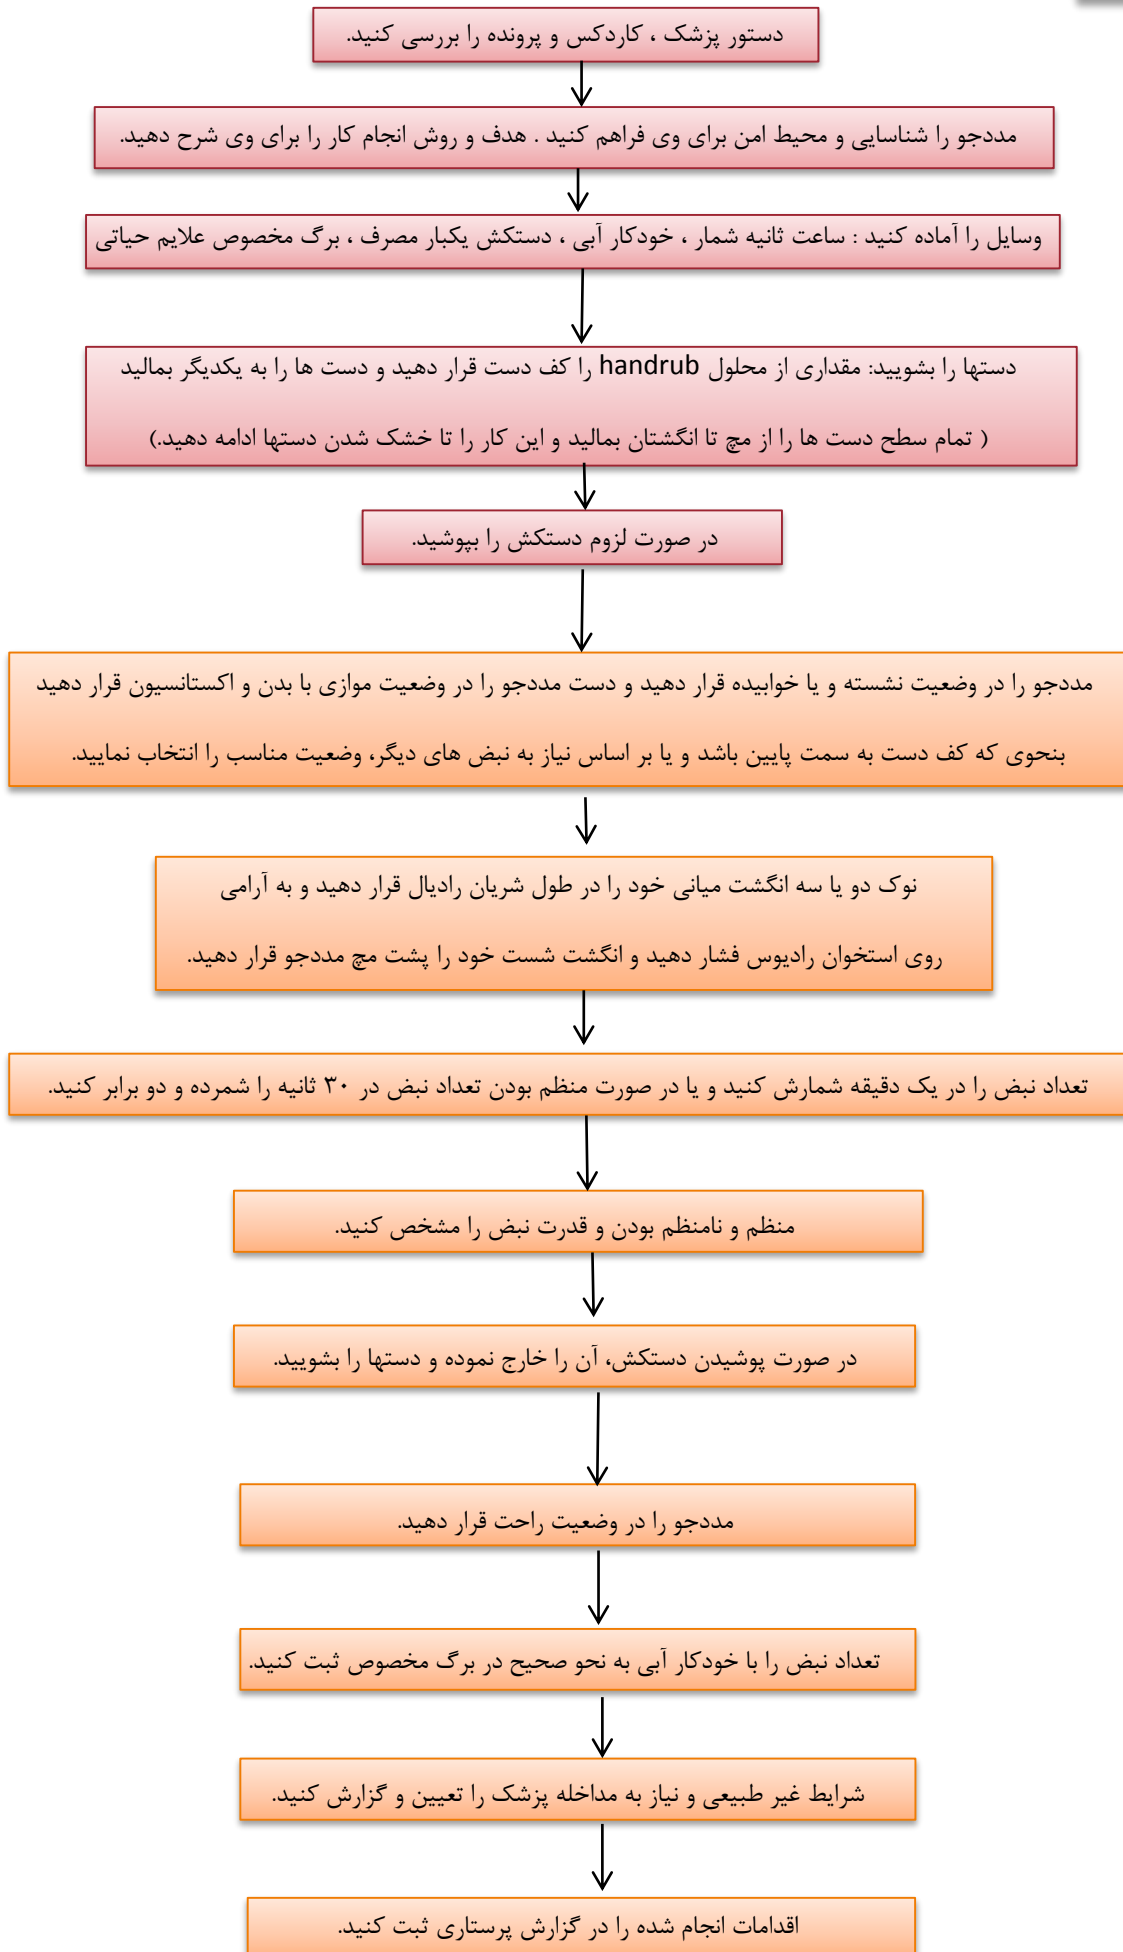 دستور پزشک ، کاردکس و پرونده را بررسی کنید.
مددجو را شناسایی و محیط امن برای وی فراهم کنید . هدف و روش انجام کار را برای وی شرح دهید.
وسایل را آماده کنید : ساعت ثانیه شمار ، خودکار آبی ، دستکش یکبار مصرف ، برگ مخصوص علایم حیاتی
دستها را بشویید: مقداری از محلول handrub را کف دست قرار دهید و دست ها را به یکدیگر بمالید
( تمام سطح دست ها را از مچ تا انگشتان بمالید و این کار را تا خشک شدن دستها ادامه دهید.)
در صورت لزوم دستکش را بپوشید.
مددجو را در وضعیت نشسته و یا خوابیده قرار دهید و دست مددجو را در وضعیت موازی با بدن و اکستانسیون قرار دهید
بنحوی که کف دست به سمت پایین باشد و یا بر اساس نیاز به نبض های دیگر، وضعیت مناسب را انتخاب نمایید.
نوک دو یا سه انگشت میانی خود را در طول شریان رادیال قرار دهید و به آرامی
روی استخوان رادیوس فشار دهید و انگشت شست خود را پشت مچ مددجو قرار دهید.
تعداد نبض را در یک دقیقه شمارش کنید و یا در صورت منظم بودن تعداد نبض در ۳۰ ثانیه را شمرده و دو برابر کنید.
منظم و نامنظم بودن و قدرت نبض را مشخص کنید.
در صورت پوشیدن دستکش، آن را خارج نموده و دستها را بشویید.
مددجو را در وضعیت راحت قرار دهید.
تعداد نبض را با خودکار آبی به نحو صحیح در برگ مخصوص ثبت کنید.
شرایط غیر طبیعی و نیاز به مداخله پزشک را تعیین و گزارش کنید.
اقدامات انجام شده را در گزارش پرستاری ثبت کنید.